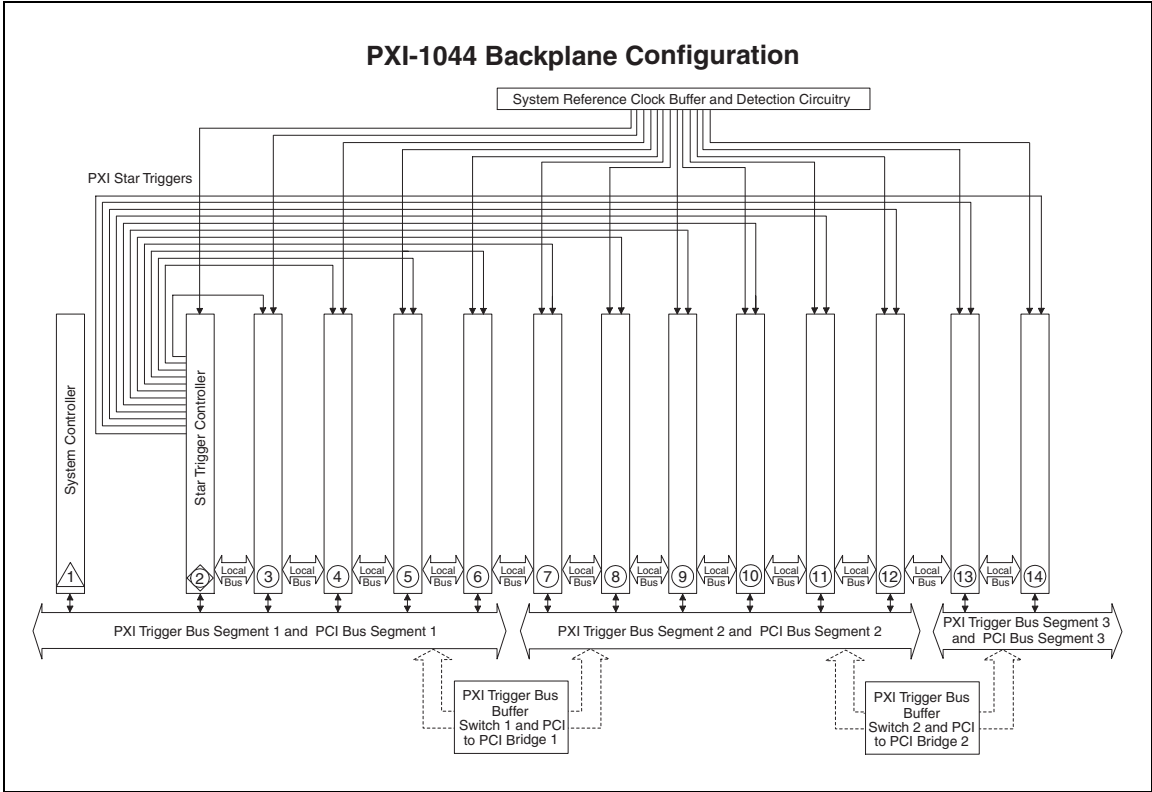 PXI-1044 Backplane Configuration
System Reference Clock Buffer and Detection Circuitry
PXI Star Triggers
System Controller
Star Trigger Controller
1
2
Local
Bus
3
Local
Bus
4
Local
Bus
5
Local
Bus
6
Local
Bus
7
Local
Bus
8
Local
Bus
9
Local
Bus
10
Local
Bus
11
Local
Bus
12
Local
Bus
13
Local
Bus
14
PXI Trigger Bus Segment 1 and PCI Bus Segment 1
PXI Trigger Bus Segment 2 and PCI Bus Segment 2
PXI Trigger Bus Segment 3
and PCI Bus Segment 3
PXI Trigger Bus
Buffer
Switch 1 and PCI
to PCI Bridge 1
PXI Trigger Bus
Buffer
Switch 2 and PCI
to PCI Bridge 2